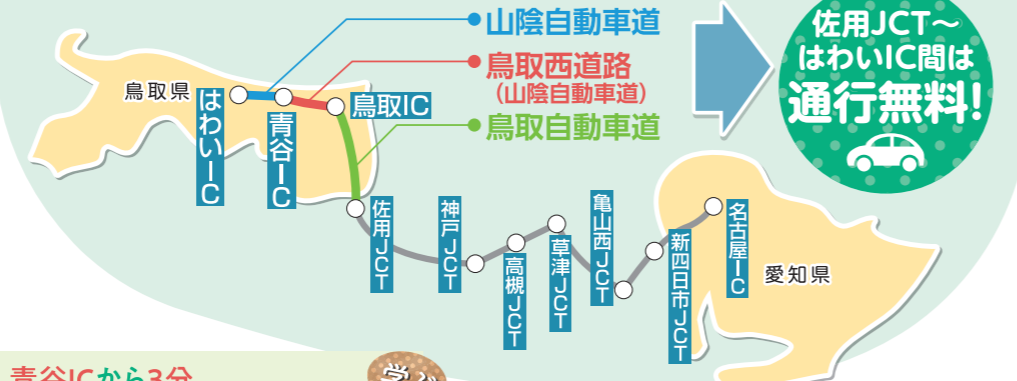 山陰自動車道
鳥取西道路
(山陰自動車道)
鳥取自動車道
佐用JCT～
はわいIC間は
通行無料!
鳥取県
はわいIC
青谷IC
鳥取IC
佐用JCT
神戸JCT
高槻JCT
草津JCT
亀山西JCT
新四日市JCT
名古屋IC
愛知県
青谷ICから3分